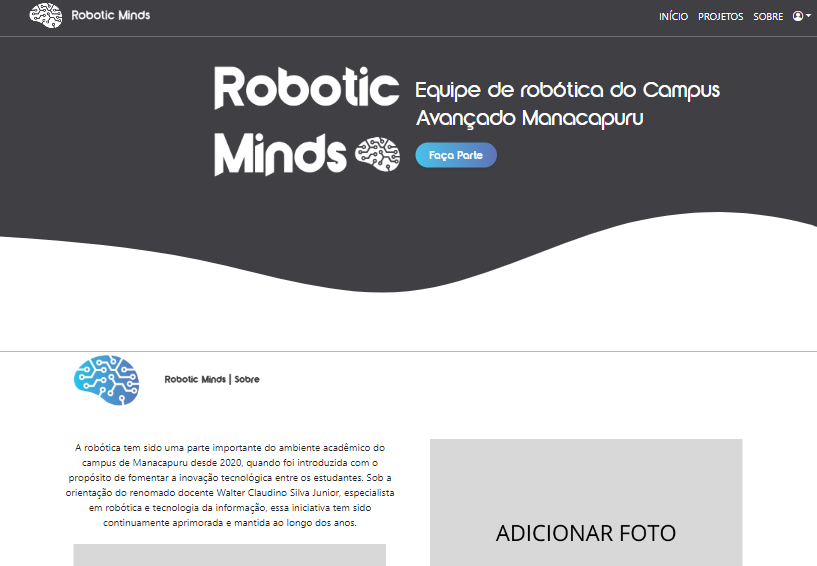 Robotic Minds
INÍCIO PROJETOS SOBRE
Robotic
Minds
Equipe de robótica do Campus
Avançado Manacapuru
Faça Parte
Robotic Minds | Sobre
A robótica tem sido uma parte importante do ambiente acadêmico do
campus de Manacapuru desde 2020, quando foi introduzida com o
propósito de fomentar a inovação tecnológica entre os estudantes. Sob a
orientação do renomado docente Walter Claudino Silva Junior, especialista
em robótica e tecnologia da informação, essa iniciativa tem sido
continuamente aprimorada e mantida ao longo dos anos.
ADICIONAR FOTO